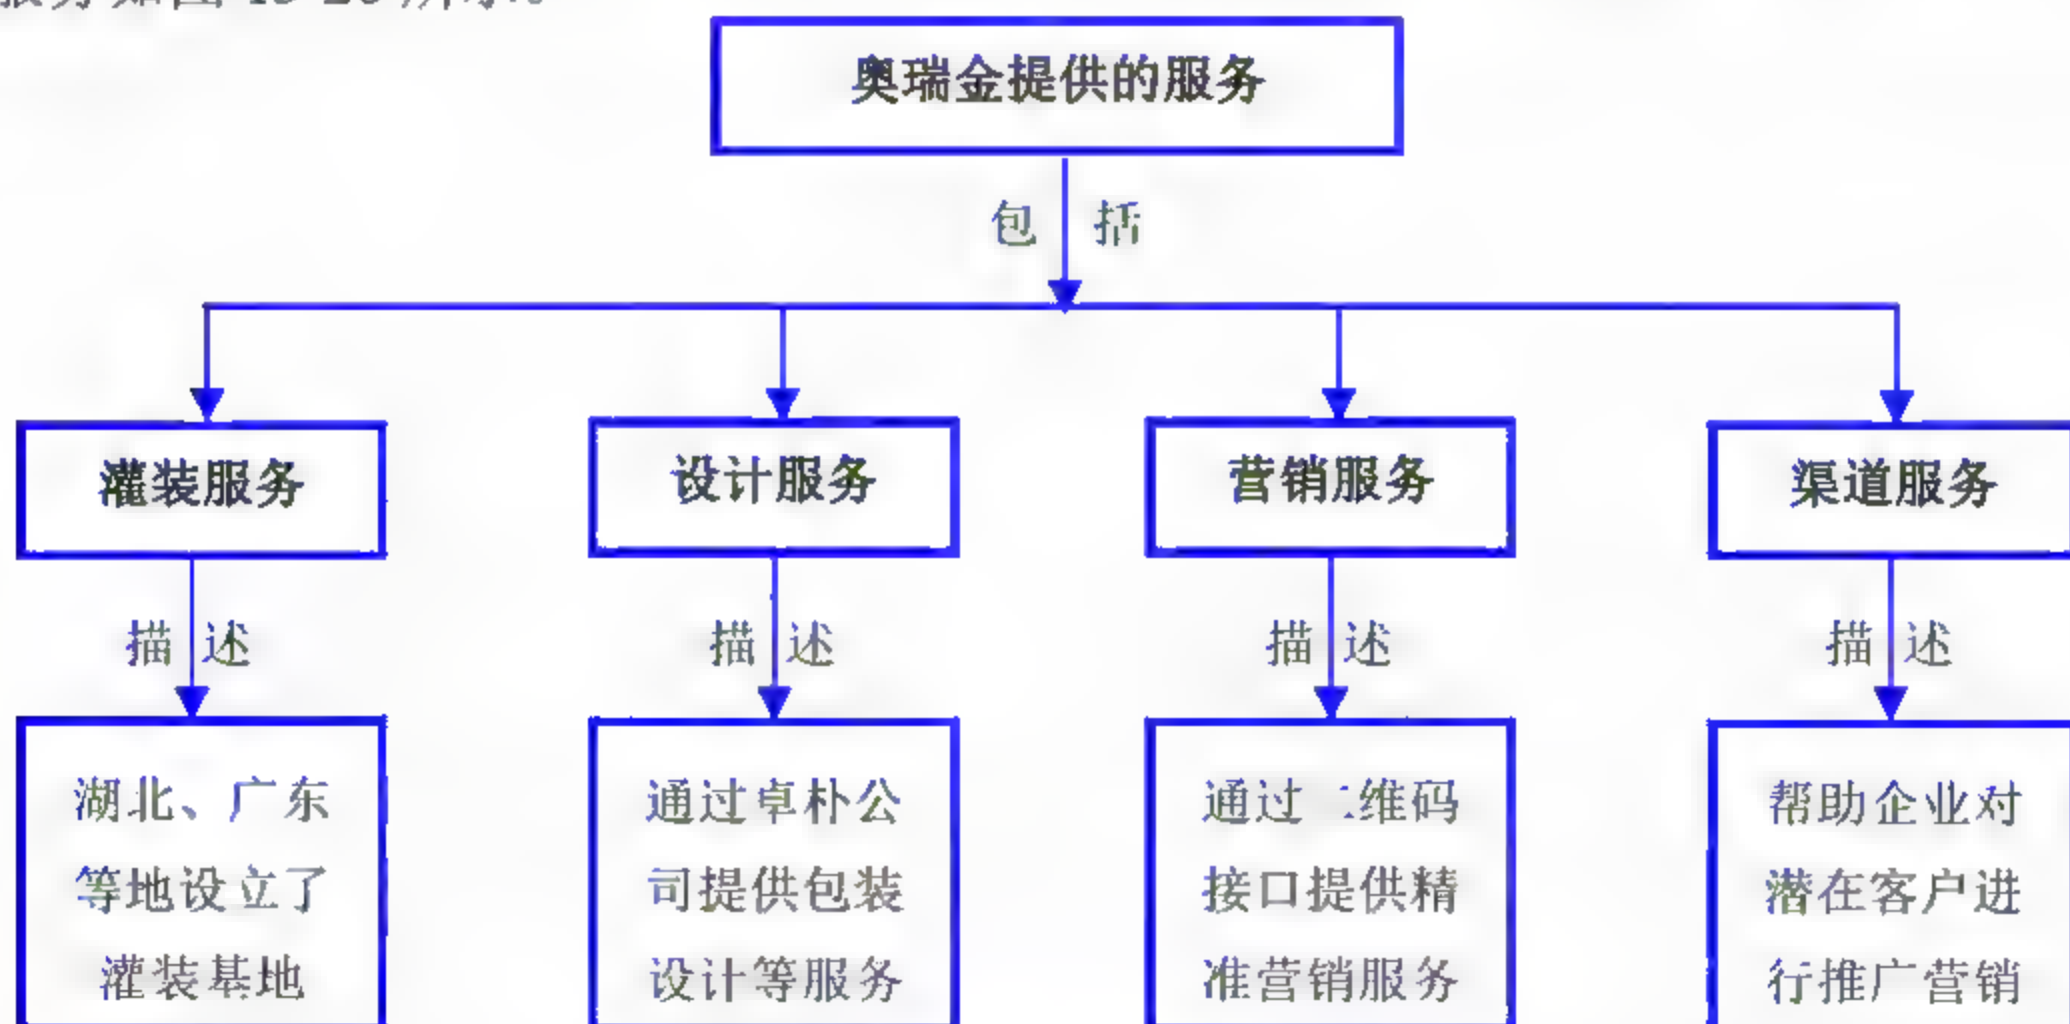 奥瑞金提供的服务
包 括
灌装服务
设计服务
营销服务
渠道服务
描 述
描 述
描 述
描 述
湖北、广东
等地设立了
灌装基地
通过卓朴公
司提供包装
设计等服务
通过二维码
接口提供精
准营销服务
帮助企业对
潜在客户进
行推广营销